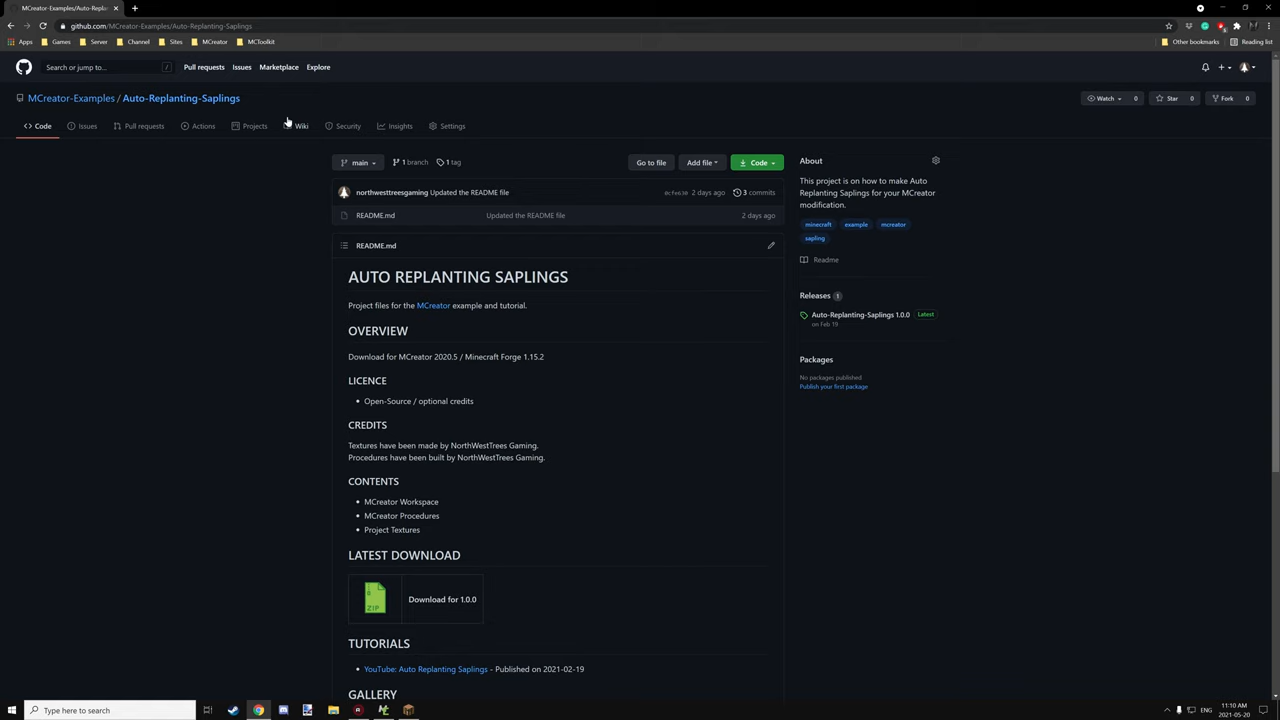 MCreator-Examples/Auto-Repla
github.com/MCreator-Examples/Auto-Replanting-Saplings
Apps Games Server Channel Sites MCreator MCToolkit Other bookmarks Reading list
Search or jump to... / Pull requests Issues Marketplace Explore
MCreator-Examples / Auto-Replanting-Saplings Watch 0 Star 0 Fork 0
Code Issues Pull requests Actions Projects Wiki Security Insights Settings
main 1 branch 1 tag Go to file Add file Code
northwesttreesgaming Updated the README file 2 days ago 3 commits
README.md Updated the README file 2 days ago
README.md
AUTO REPLANTING SAPLINGS
Project files for the MCreator example and tutorial.
OVERVIEW
Download for MCreator 2020.5 / Minecraft Forge 1.15.2
LICENCE
Open-Source / optional credits
CREDITS
Textures have been made by NorthWestTrees Gaming.
Procedures have been built by NorthWestTrees Gaming.
CONTENTS
MCreator Workspace
MCreator Procedures
Project Textures
LATEST DOWNLOAD
ZIP Download for 1.0.0
TUTORIALS
YouTube: Auto Replanting Saplings - Published on 2021-02-19
GALLERY
About
This project is on how to make Auto
Replanting Saplings for your MCreator
modification.
minecraft example mcreator
sapling
Readme
Releases 1
Auto-Replanting-Saplings 1.0.0 Latest
on Feb 19
Packages
No packages published
Publish your first package
Type here to search ENG 11:10 AM
2021-05-20